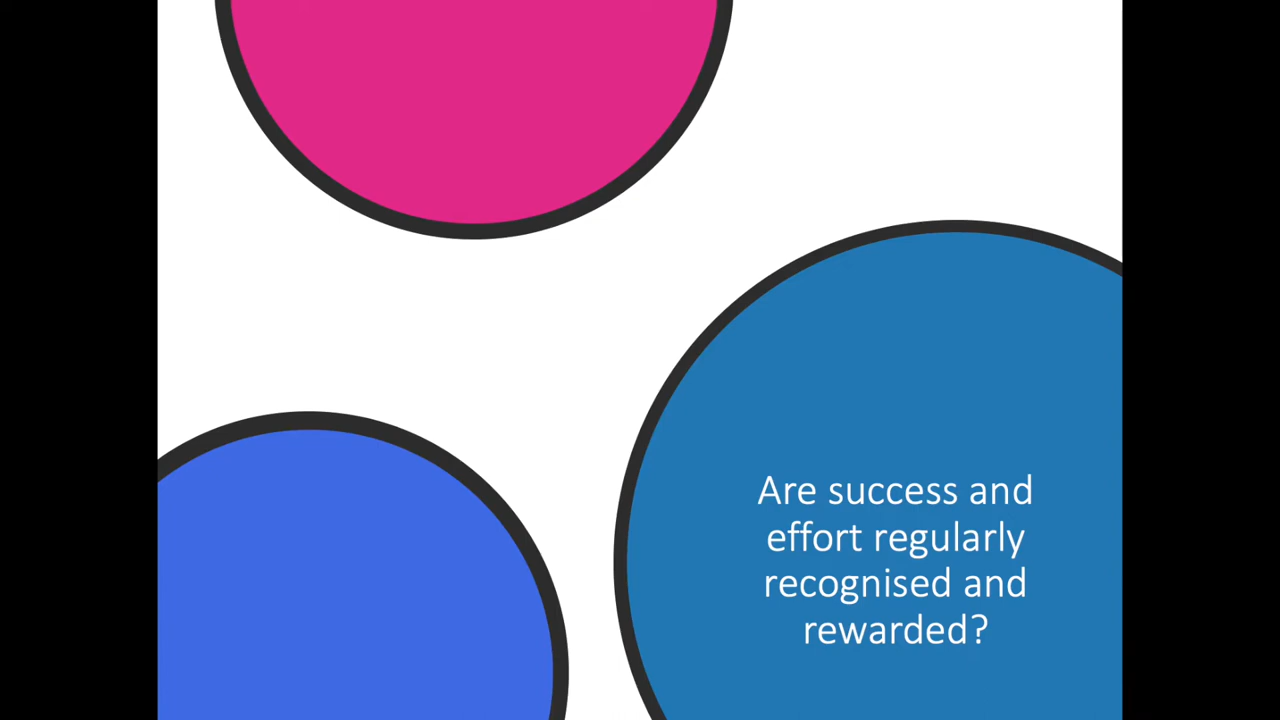 Are success and
effort regularly
recognised and
rewarded?